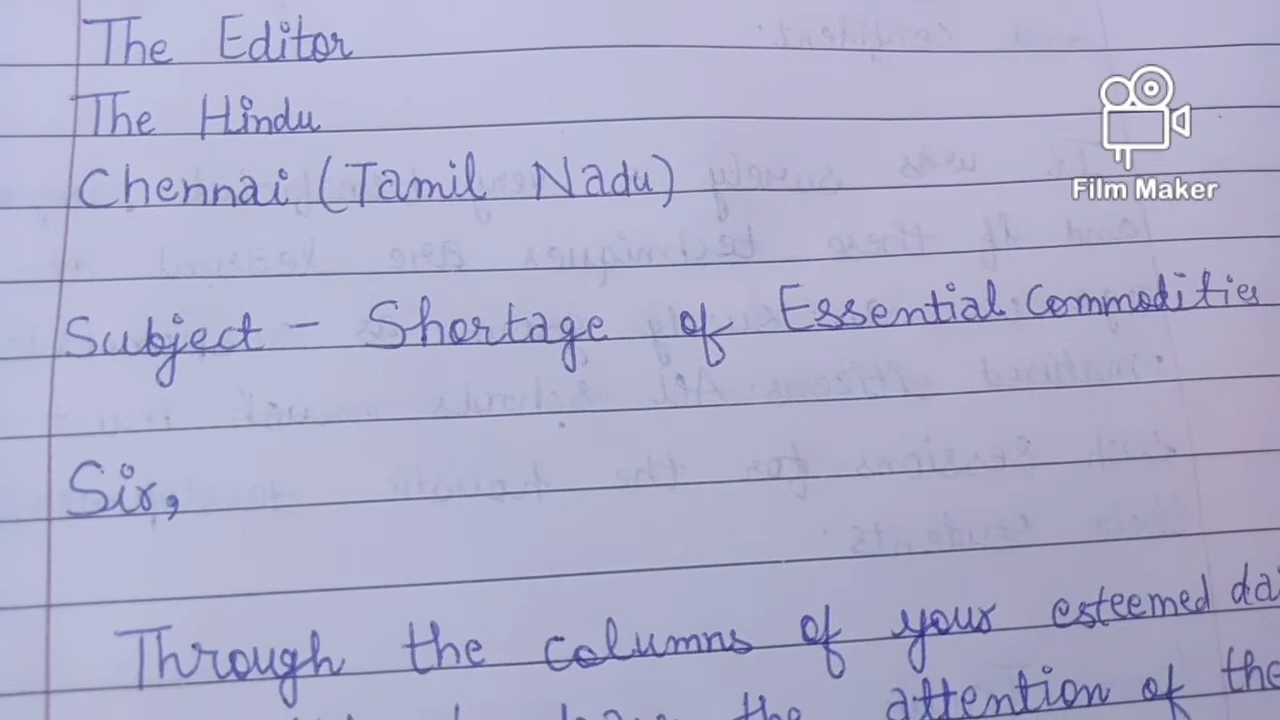 The Editor
The Hindu
Chennai (Tamil Nadu)
Film Maker
Subject - Shortage of Essential Commodities
Sir,
Through the columns of your esteemed
the attention of the